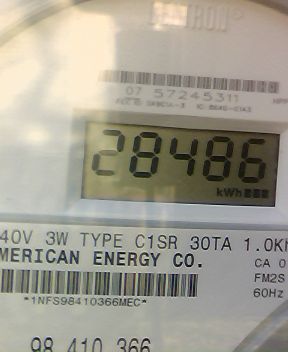 07 57245311
28486
kWh
40V 3W TYPE C1SR 30TA 1.0Kh
MERICAN ENERGY CO.
CA 0
FM2S
60Hz
*1NFS98410366MEC*
98 410 366